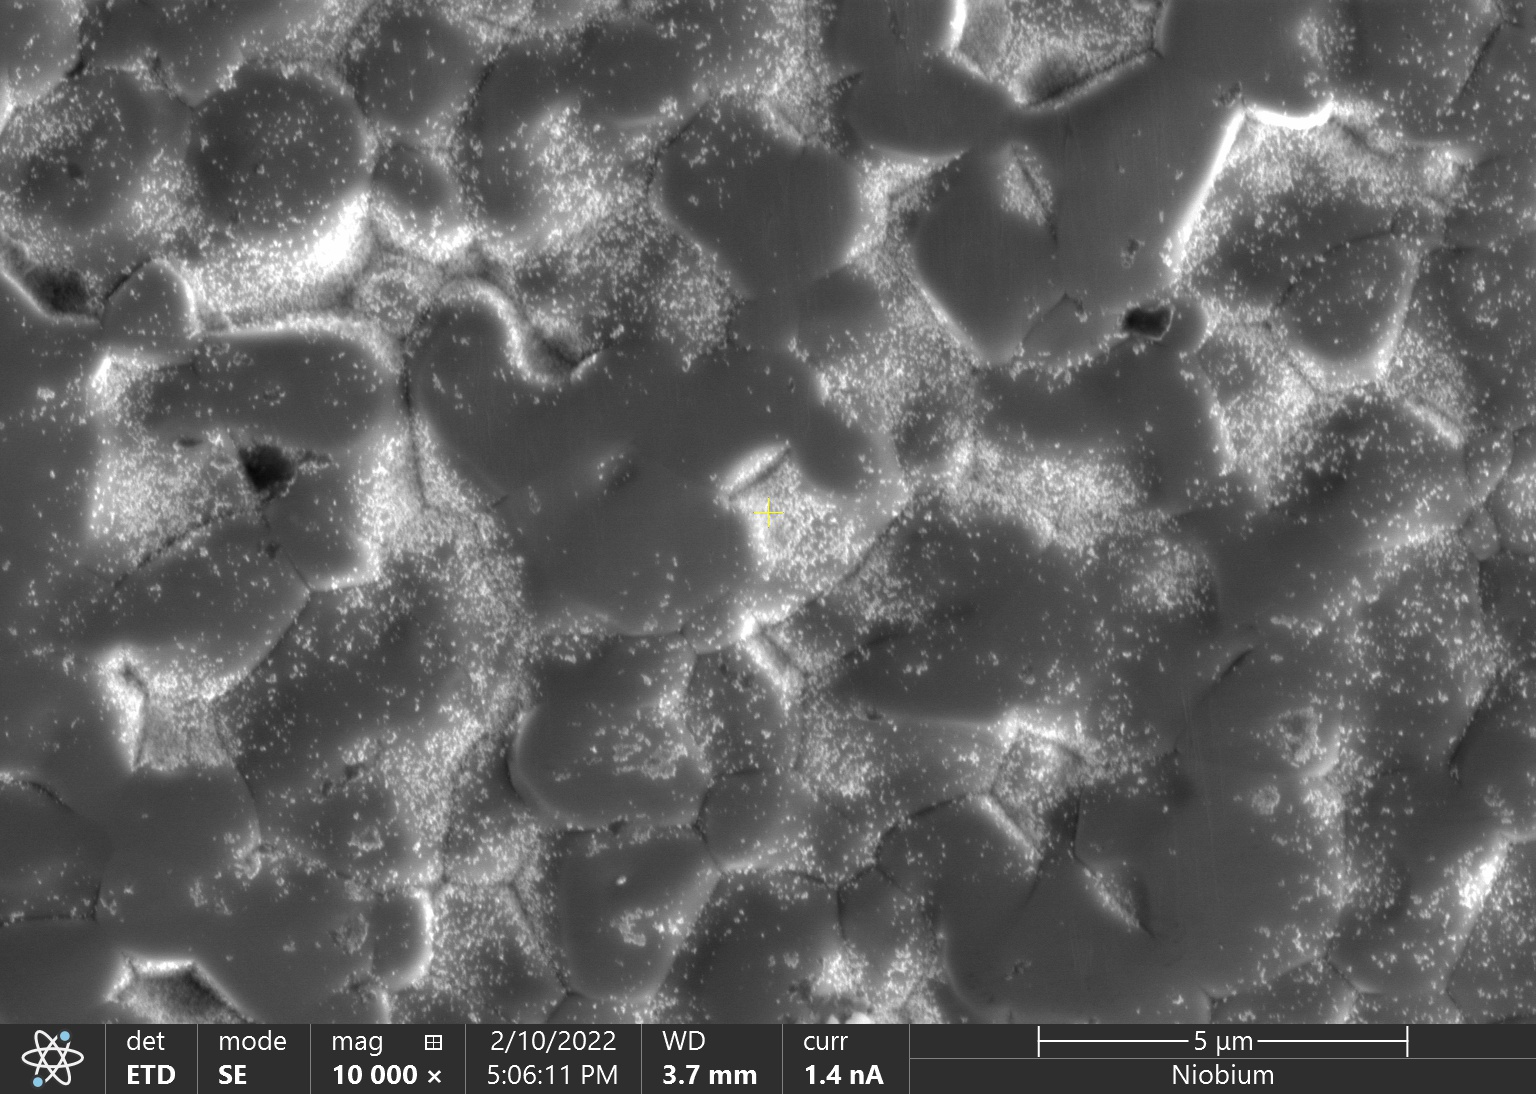 det mode mag 2/10/2022 WD curr 5 µm
ETD SE 10 000 × 5:06:11 PM 3.7 mm 1.4 nA Niobium